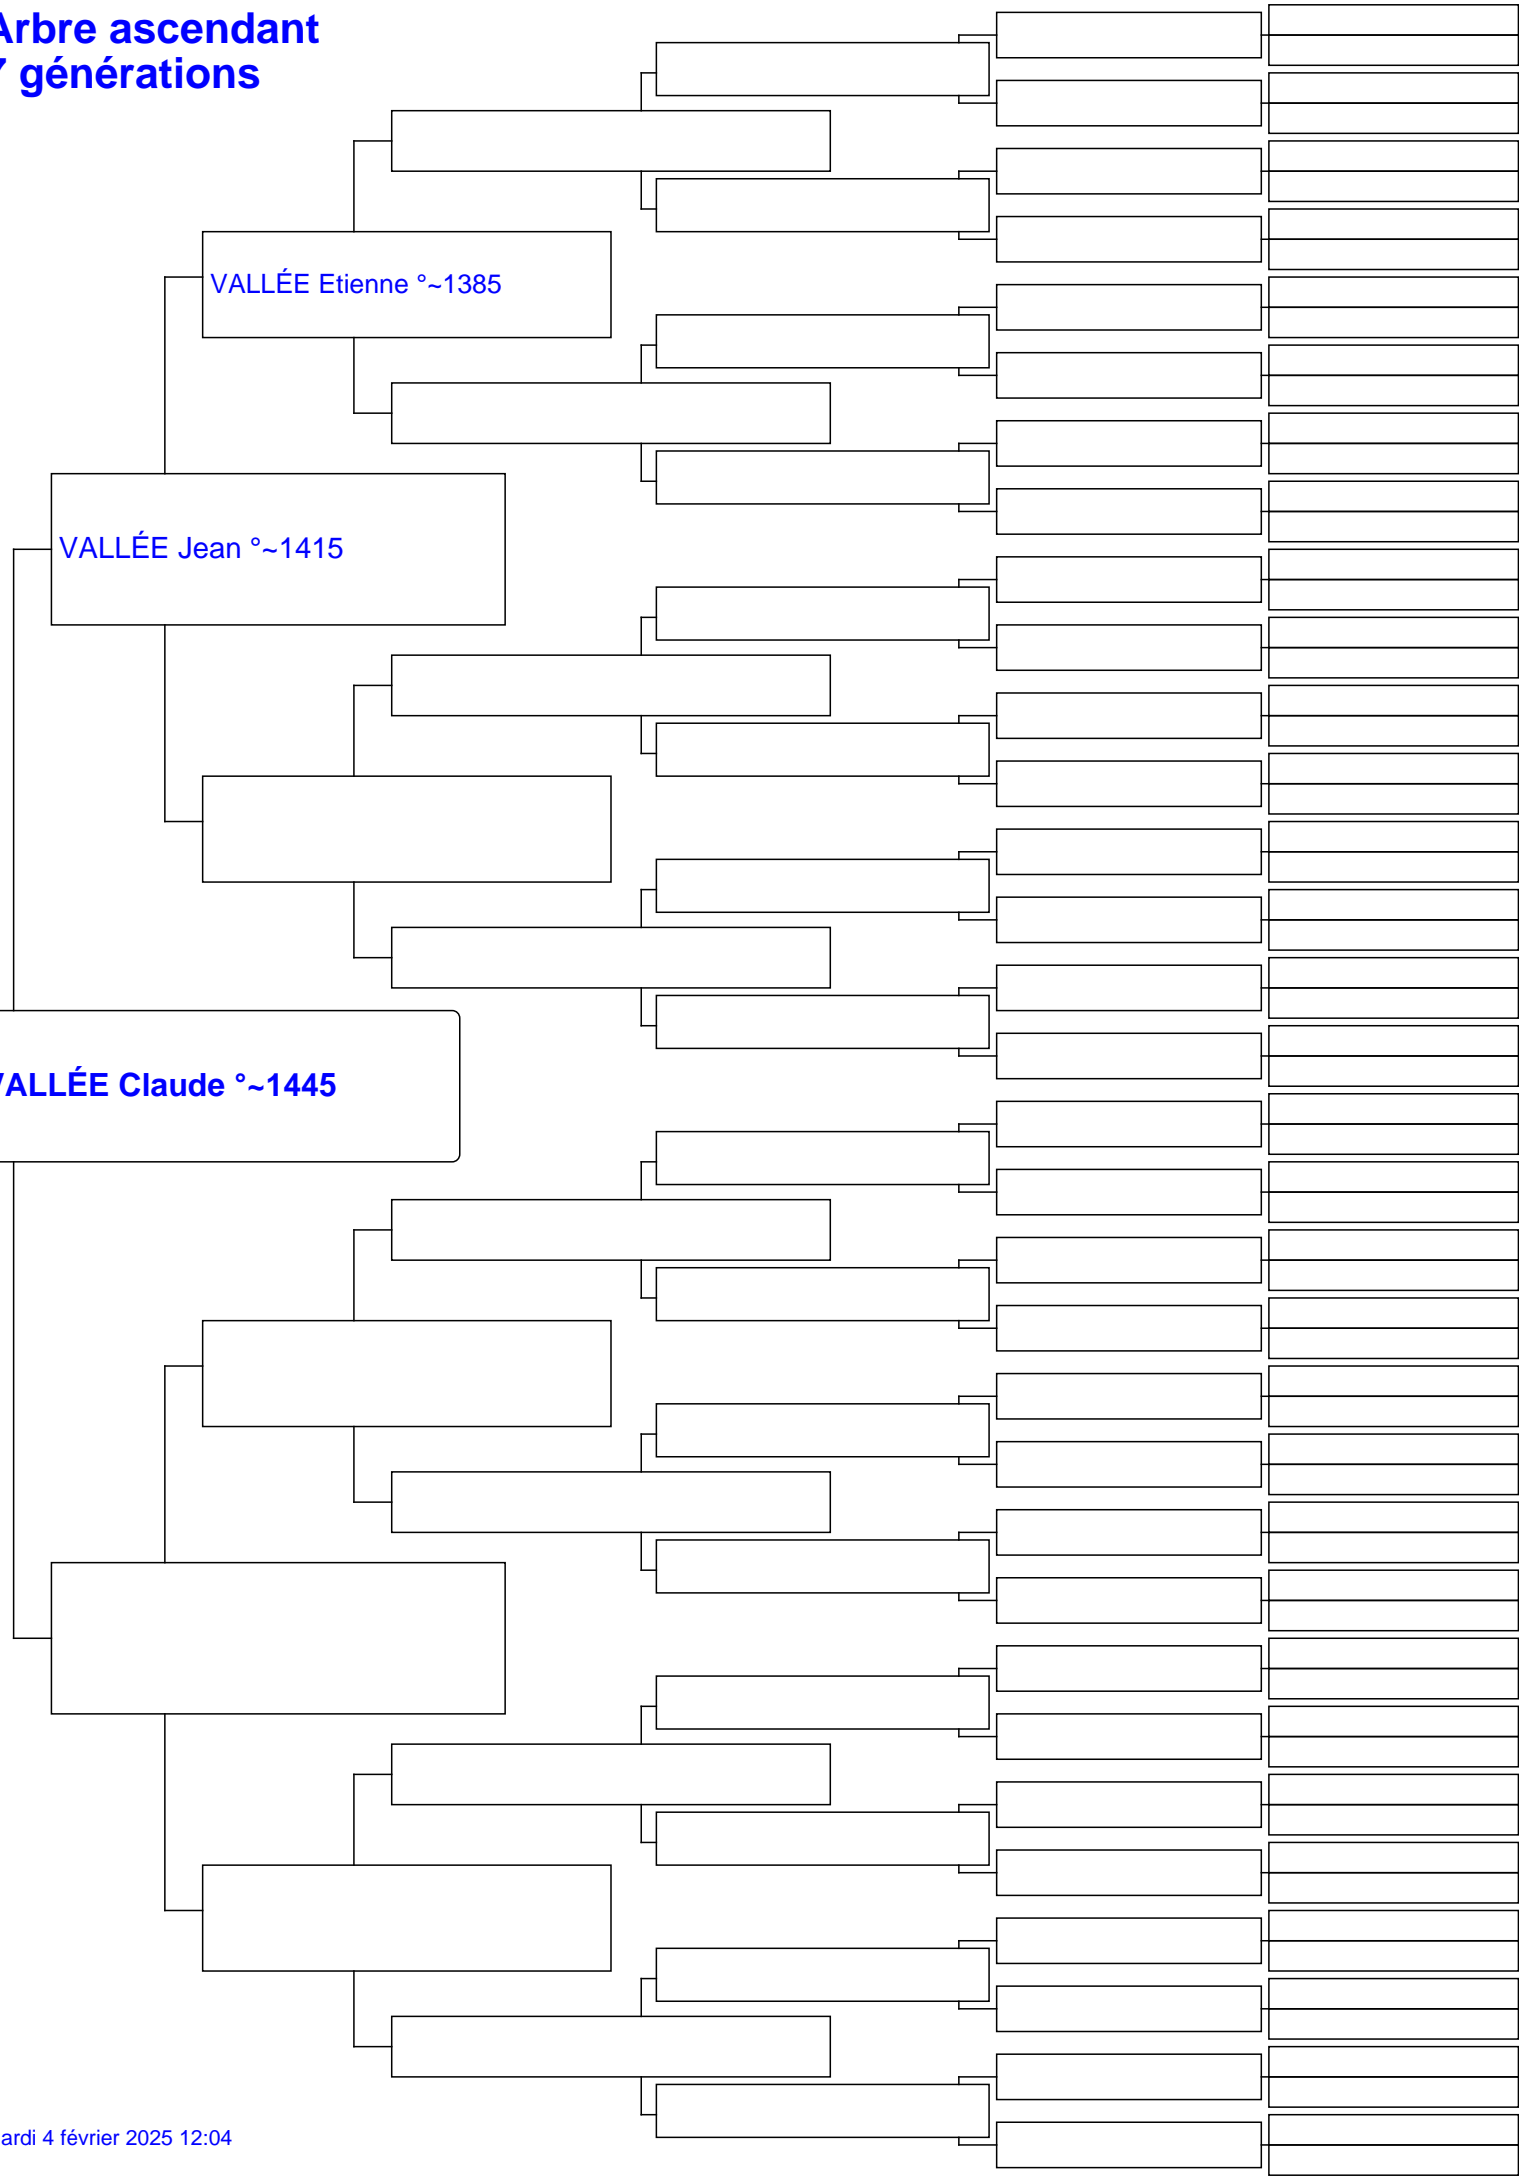 Arbre ascendant
7 générations
VALLÉE Etienne °~1385
VALLÉE Jean °~1415
VALLÉE Claude °~1445
ardi 4 février 2025 12:04